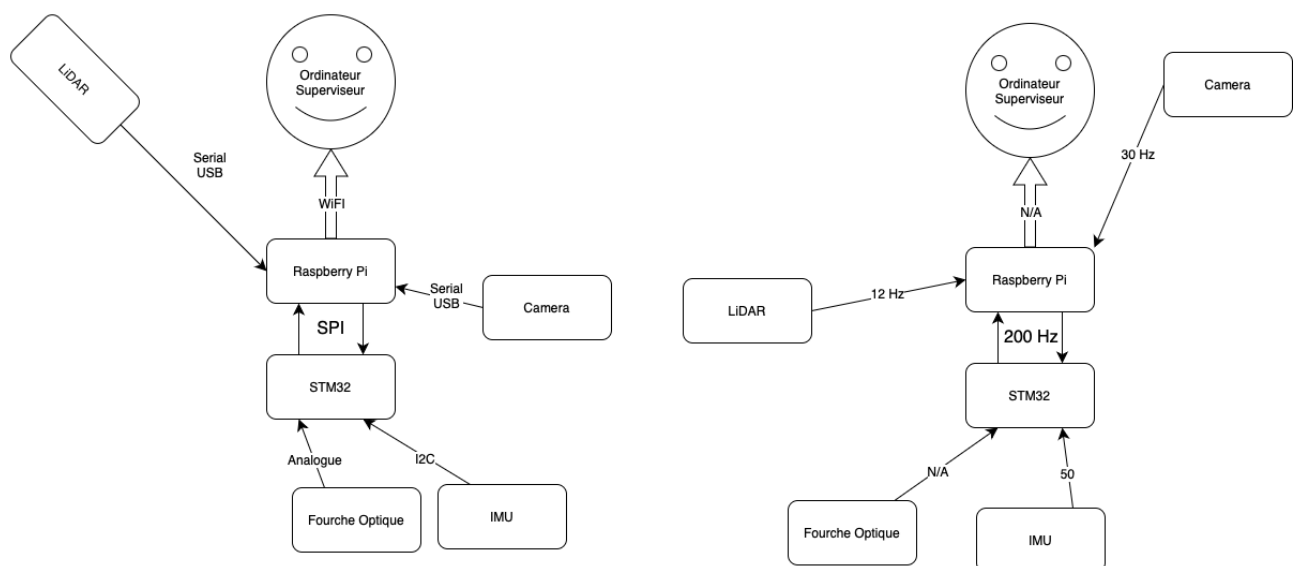 LiDAR
Ordinateur
Superviseur
Serial
USB
WiFI
Raspberry Pi
Serial
USB
Camera
SPI
STM32
Analogue
I2C
Fourche Optique
IMU
Ordinateur
Superviseur
Camera
30 Hz
N/A
Raspberry Pi
12 Hz
LiDAR
200 Hz
STM32
N/A
50
Fourche Optique
IMU